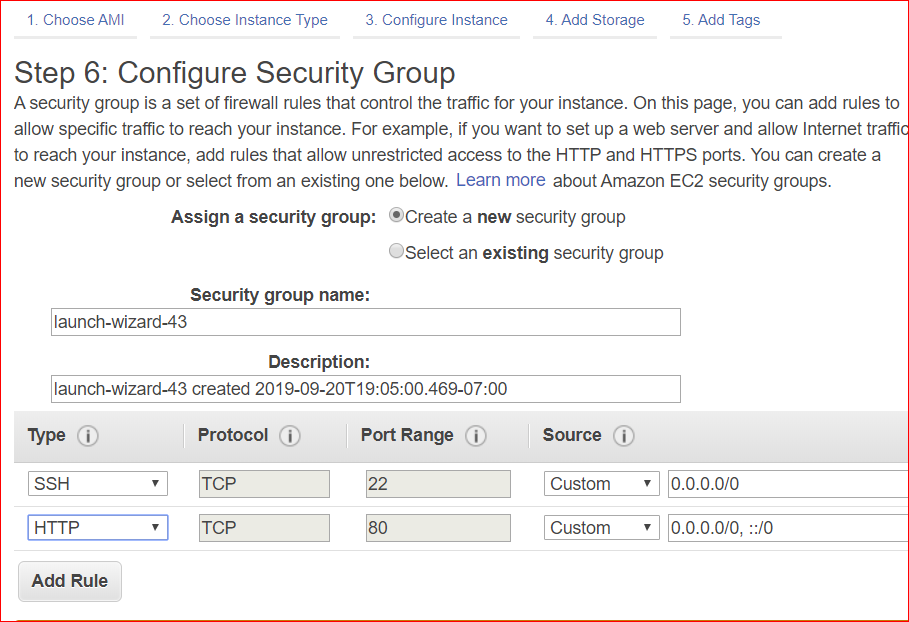 1. Choose AMI 2. Choose Instance Type 3. Configure Instance 4. Add Storage 5. Add Tags
Step 6: Configure Security Group
A security group is a set of firewall rules that control the traffic for your instance. On this page, you can add rules to
allow specific traffic to reach your instance. For example, if you want to set up a web server and allow Internet traffic
to reach your instance, add rules that allow unrestricted access to the HTTP and HTTPS ports. You can create a
new security group or select from an existing one below. Learn more about Amazon EC2 security groups.
Assign a security group: Create a new security group
Select an existing security group
Security group name:
launch-wizard-43
Description:
launch-wizard-43 created 2019-09-20T19:05:00.469-07:00
Type i Protocol i Port Range i Source i
SSH TCP 22 Custom 0.0.0.0/0
HTTP TCP 80 Custom 0.0.0.0/0, ::/0
Add Rule